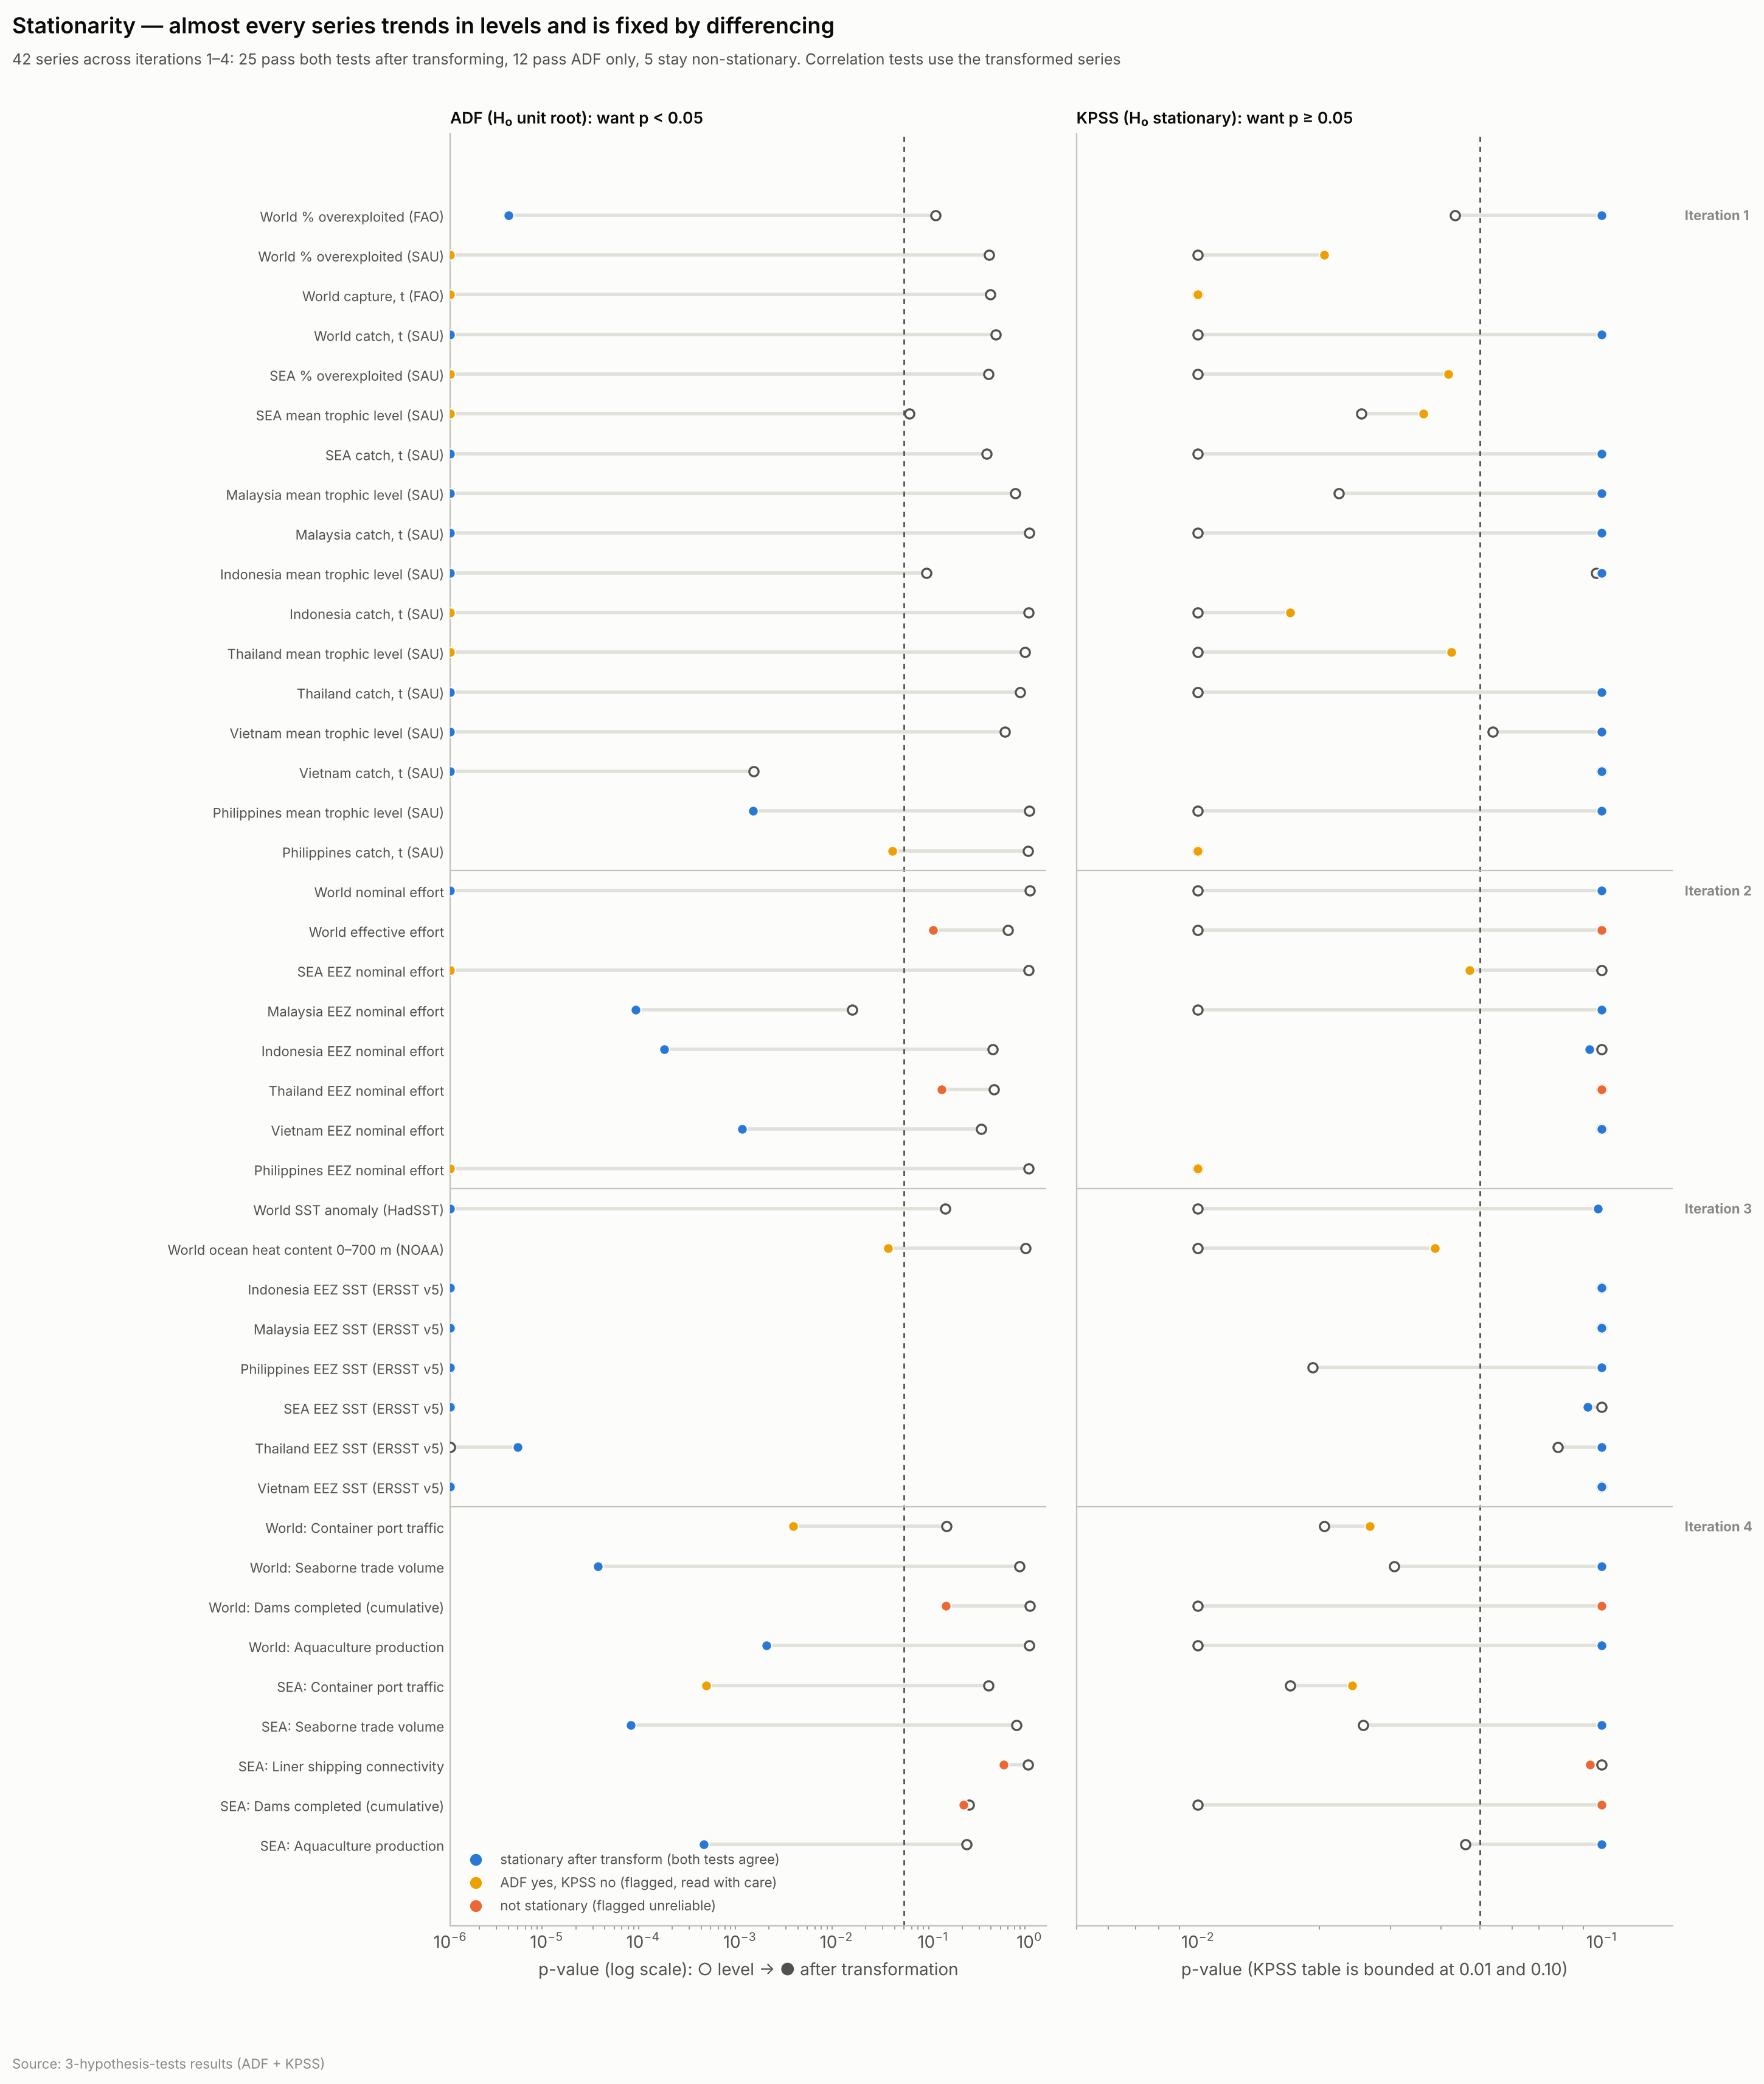 Stationarity — almost every series trends in levels and is fixed by differencing
42 series across iterations 1–4: 25 pass both tests after transforming, 12 pass ADF only, 5 stay non-stationary. Correlation tests use the transformed series
ADF (H₀ unit root): want p < 0.05
KPSS (H₀ stationary): want p ≥ 0.05
World % overexploited (FAO)
Iteration 1
World % overexploited (SAU)
World capture, t (FAO)
World catch, t (SAU)
SEA % overexploited (SAU)
SEA mean trophic level (SAU)
SEA catch, t (SAU)
Malaysia mean trophic level (SAU)
Malaysia catch, t (SAU)
Indonesia mean trophic level (SAU)
Indonesia catch, t (SAU)
Thailand mean trophic level (SAU)
Thailand catch, t (SAU)
Vietnam mean trophic level (SAU)
Vietnam catch, t (SAU)
Philippines mean trophic level (SAU)
Philippines catch, t (SAU)
World nominal effort
Iteration 2
World effective effort
SEA EEZ nominal effort
Malaysia EEZ nominal effort
Indonesia EEZ nominal effort
Thailand EEZ nominal effort
Vietnam EEZ nominal effort
Philippines EEZ nominal effort
World SST anomaly (HadSST)
Iteration 3
World ocean heat content 0–700 m (NOAA)
Indonesia EEZ SST (ERSST v5)
Malaysia EEZ SST (ERSST v5)
Philippines EEZ SST (ERSST v5)
SEA EEZ SST (ERSST v5)
Thailand EEZ SST (ERSST v5)
Vietnam EEZ SST (ERSST v5)
World: Container port traffic
Iteration 4
World: Seaborne trade volume
World: Dams completed (cumulative)
World: Aquaculture production
SEA: Container port traffic
SEA: Seaborne trade volume
SEA: Liner shipping connectivity
SEA: Dams completed (cumulative)
SEA: Aquaculture production
stationary after transform (both tests agree)
ADF yes, KPSS no (flagged, read with care)
not stationary (flagged unreliable)
10⁻⁶ 10⁻⁵ 10⁻⁴ 10⁻³ 10⁻² 10⁻¹ 10⁰
10⁻² 10⁻¹
p-value (log scale): ○ level → ● after transformation
p-value (KPSS table is bounded at 0.01 and 0.10)
Source: 3-hypothesis-tests results (ADF + KPSS)